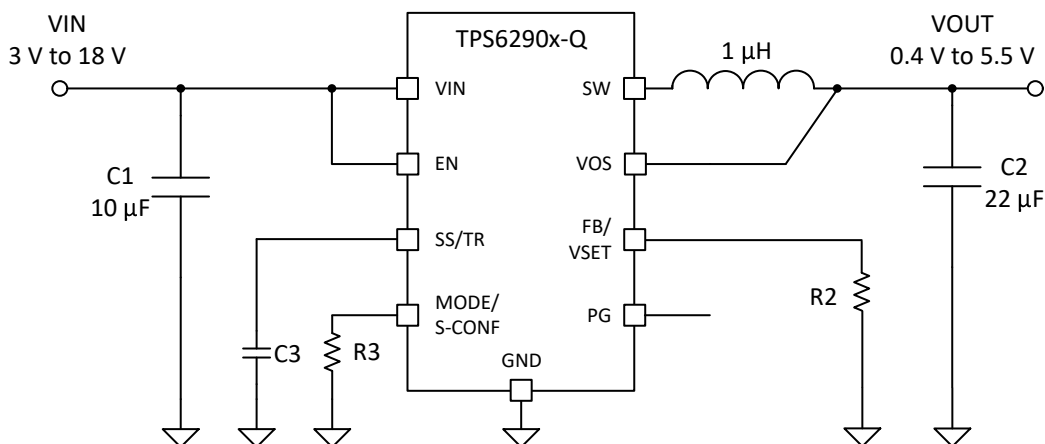 VIN
3 V to 18 V
TPS6290x-Q
VOUT
0.4 V to 5.5 V
1 µH
VIN
SW
EN
VOS
C1
10 µF
C2
22 µF
SS/TR
FB/
VSET
MODE/
S-CONF
PG
R2
C3
R3
GND